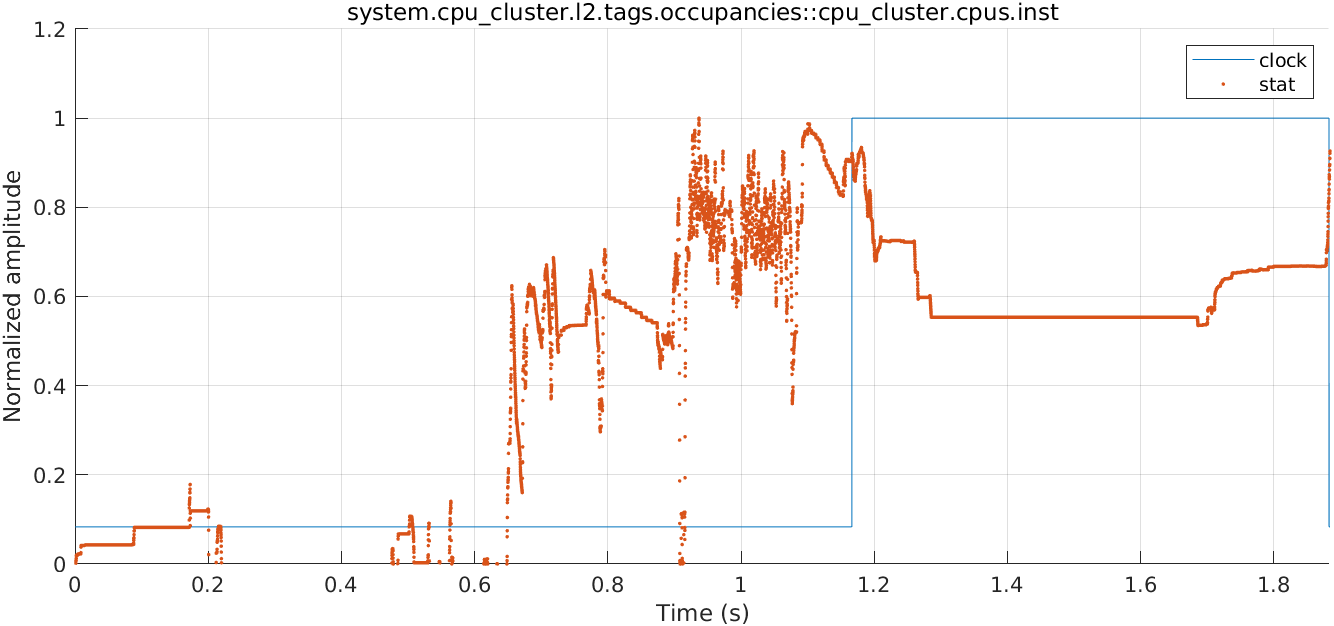 system.cpu_cluster.l2.tags.occupancies::cpu_cluster.cpus.inst
1.2
1
0.8
0.6
0.4
0.2
0
Normalized amplitude
clock
stat
0 0.2 0.4 0.6 0.8 1 1.2 1.4 1.6 1.8
Time (s)